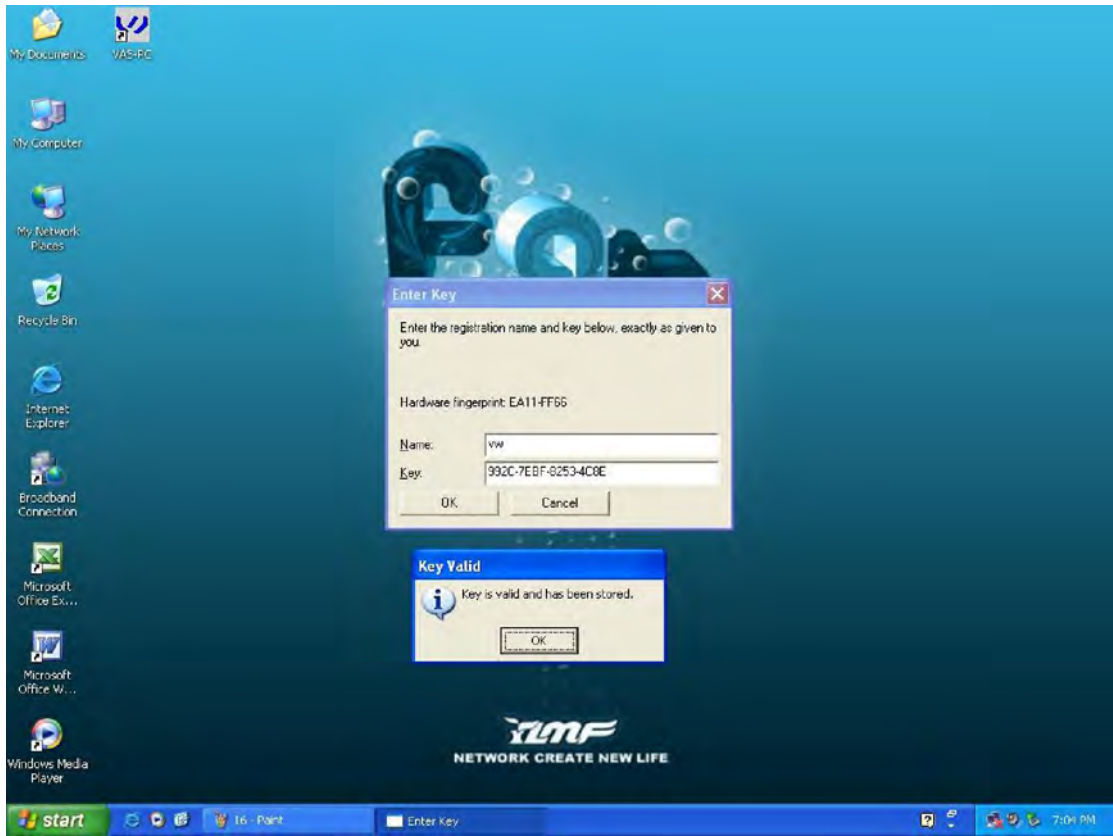 My Documents
VAS-PC
My Computer
My Network
Places
Recycle Bin
Internet
Explorer
Broadband
Connection
Microsoft
Office Ex...
Microsoft
Office W...
Windows Media
Player
Enter Key
Enter the registration name and key below, exactly as given to
you.
Hardware fingerprint: EA11-FF66
Name:
vw
Key:
992C-7EBF-8253-4C8E
OK
Cancel
Key Valid
Key is valid and has been stored.
OK
YLMF
NETWORK CREATE NEW LIFE
start
16 - Paint
Enter Key
7:04 PM